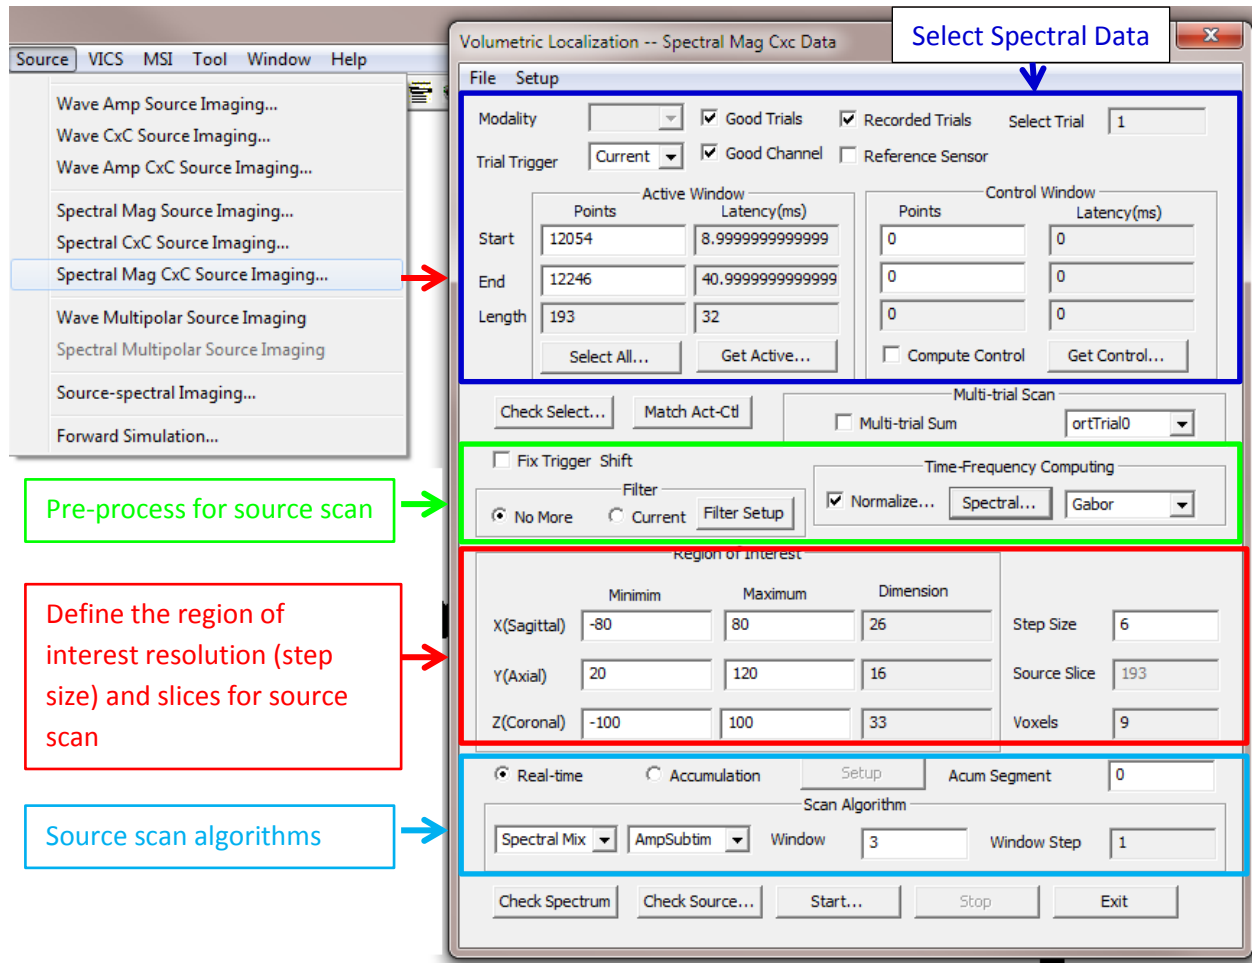 Select Spectral Data
Source VICS MSI Tool Window Help
Wave Amp Source Imaging...
Wave CxC Source Imaging...
Wave Amp CxC Source Imaging...
Spectral Mag Source Imaging...
Spectral CxC Source Imaging...
Spectral Mag CxC Source Imaging...
Wave Multipolar Source Imaging
Spectral Multipolar Source Imaging
Source-spectral Imaging...
Forward Simulation...
Pre-process for source scan
Define the region of
interest resolution (step
size) and slices for source
scan
Source scan algorithms
Volumetric Localization -- Spectral Mag Cxc Data
File Setup
Modality Good Trials Recorded Trials Select Trial 1
Trial Trigger Current Good Channel Reference Sensor
Active Window Control Window
Points Latency(ms) Points Latency(ms)
Start 12054 8.9999999999999 0 0
End 12246 40.9999999999999 0 0
Length 193 32 0 0
Select All... Get Active... Compute Control Get Control...
Check Select... Match Act-Ctl Multi-trial Scan
Multi-trial Sum ortTrial0
Fix Trigger Shift
Filter Time-Frequency Computing
No More Current Filter Setup Normalize... Spectral... Gabor
Region of Interest
Minimim Maximum Dimension
X(Sagittal) -80 80 26 Step Size 6
Y(Axial) 20 120 16 Source Slice 193
Z(Coronal) -100 100 33 Voxels 9
Real-time Accumulation Setup Acum Segment 0
Scan Algorithm
Spectral Mix AmpSubtim Window 3 Window Step 1
Check Spectrum Check Source... Start... Stop Exit